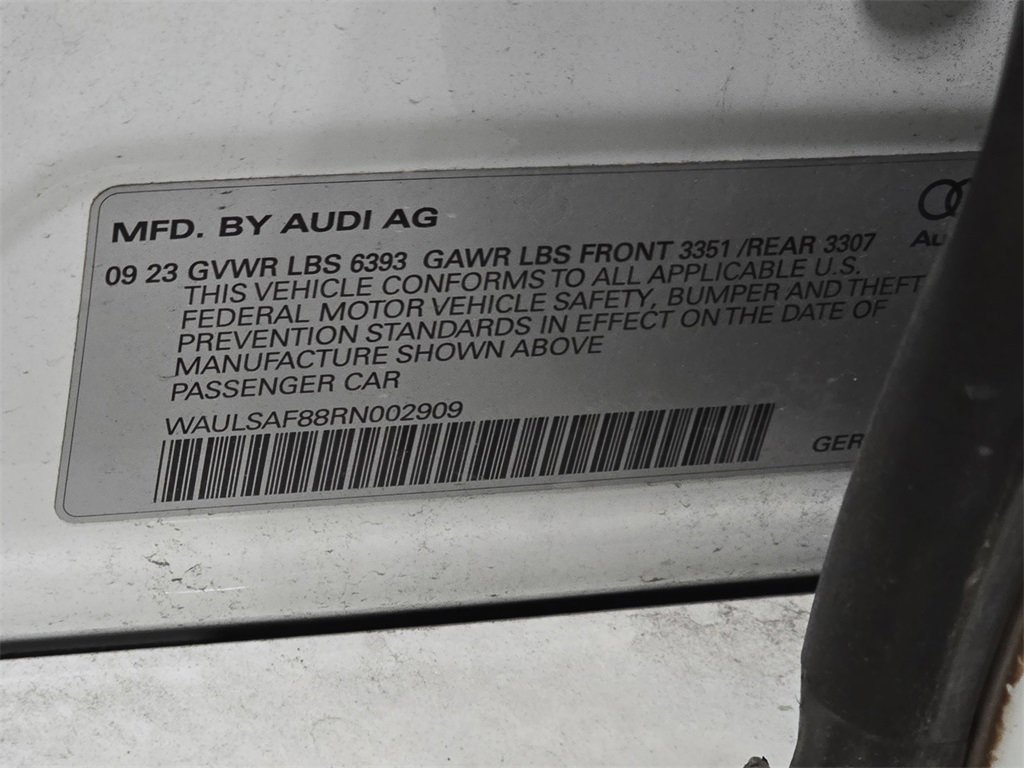 MFD. BY AUDI AG
09 23 GVWR LBS 6393 GAWR LBS FRONT 3351 /REAR 3307
THIS VEHICLE CONFORMS TO ALL APPLICABLE U.S.
FEDERAL MOTOR VEHICLE SAFETY, BUMPER AND THEFT
PREVENTION STANDARDS IN EFFECT ON THE DATE OF
MANUFACTURE SHOWN ABOVE
PASSENGER CAR
WAULSAF88RN002909